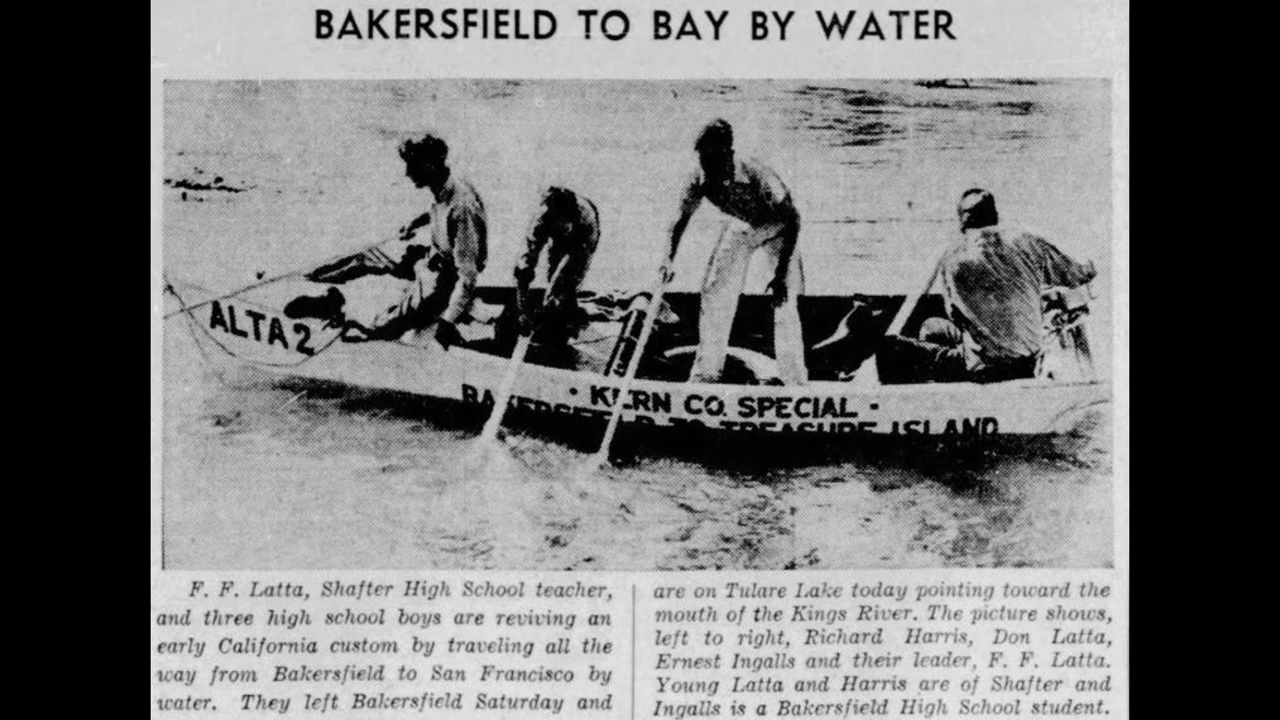 BAKERSFIELD TO BAY BY WATER
ALTA 2
• KERN CO. SPECIAL •
BAKERSFIELD TO TREASURE ISLAND
F. F. Latta, Shafter High School teacher,
and three high school boys are reviving an
early California custom by traveling all the
way from Bakersfield to San Francisco by
water. They left Bakersfield Saturday and
are on Tulare Lake today pointing toward the
mouth of the Kings River. The picture shows,
left to right, Richard Harris, Don Latta,
Ernest Ingalls and their leader, F. F. Latta.
Young Latta and Harris are of Shafter and
Ingalls is a Bakersfield High School student.